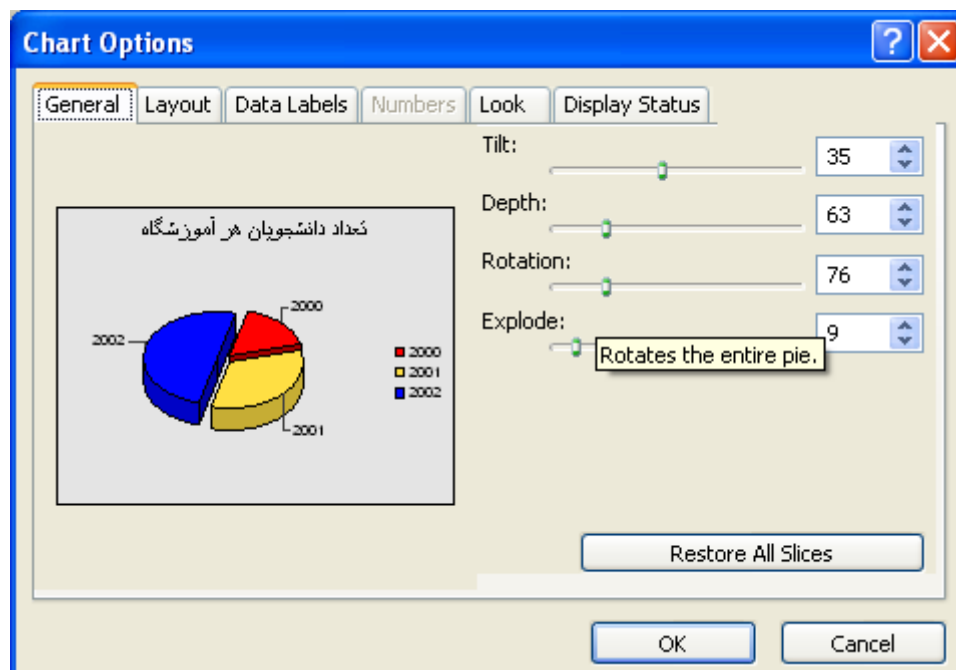 Chart Options
General Layout Data Labels Numbers Look Display Status
Tilt:
35
Depth:
63
Rotation:
76
Explode:
9
Rotates the entire pie.
تعداد دانشجویان هر آموزشگاه
2000
2002
2001
2000
2001
2002
Restore All Slices
OK
Cancel